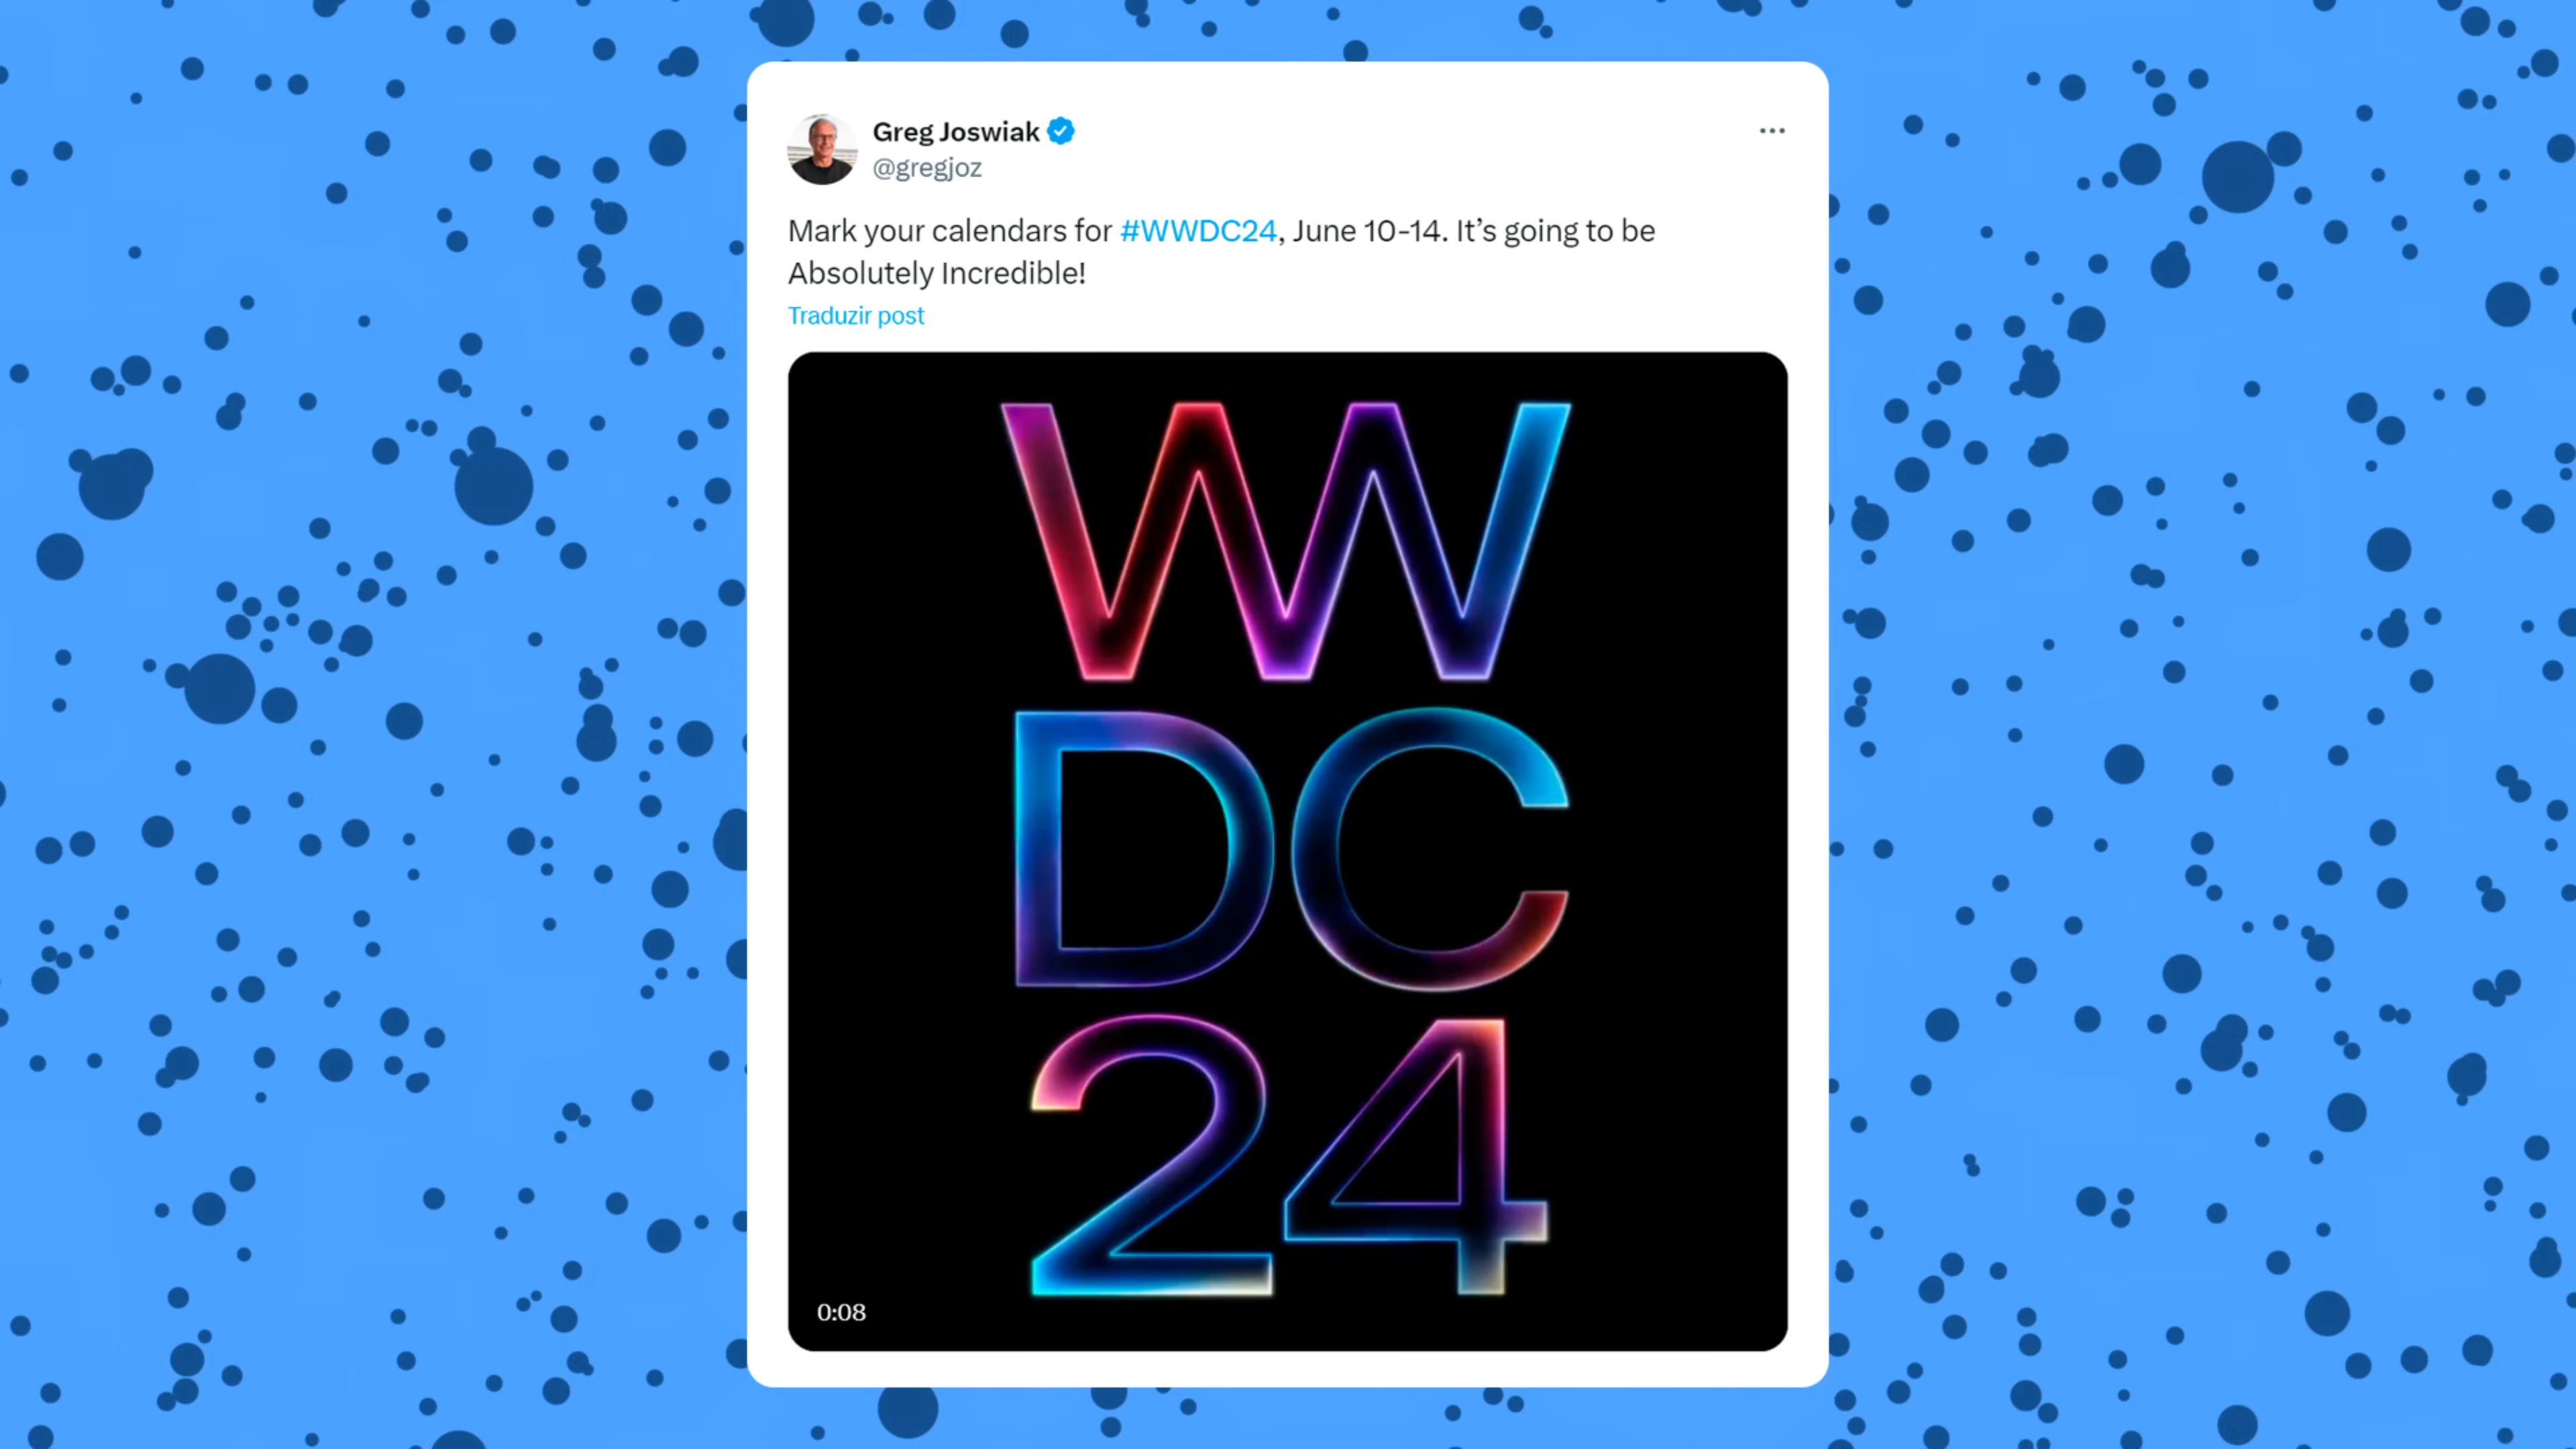 Greg Joswiak
@gregjoz
Mark your calendars for #WWDC24, June 10-14. It’s going to be
Absolutely Incredible!
Traduzir post
WW
DC
24
0:08